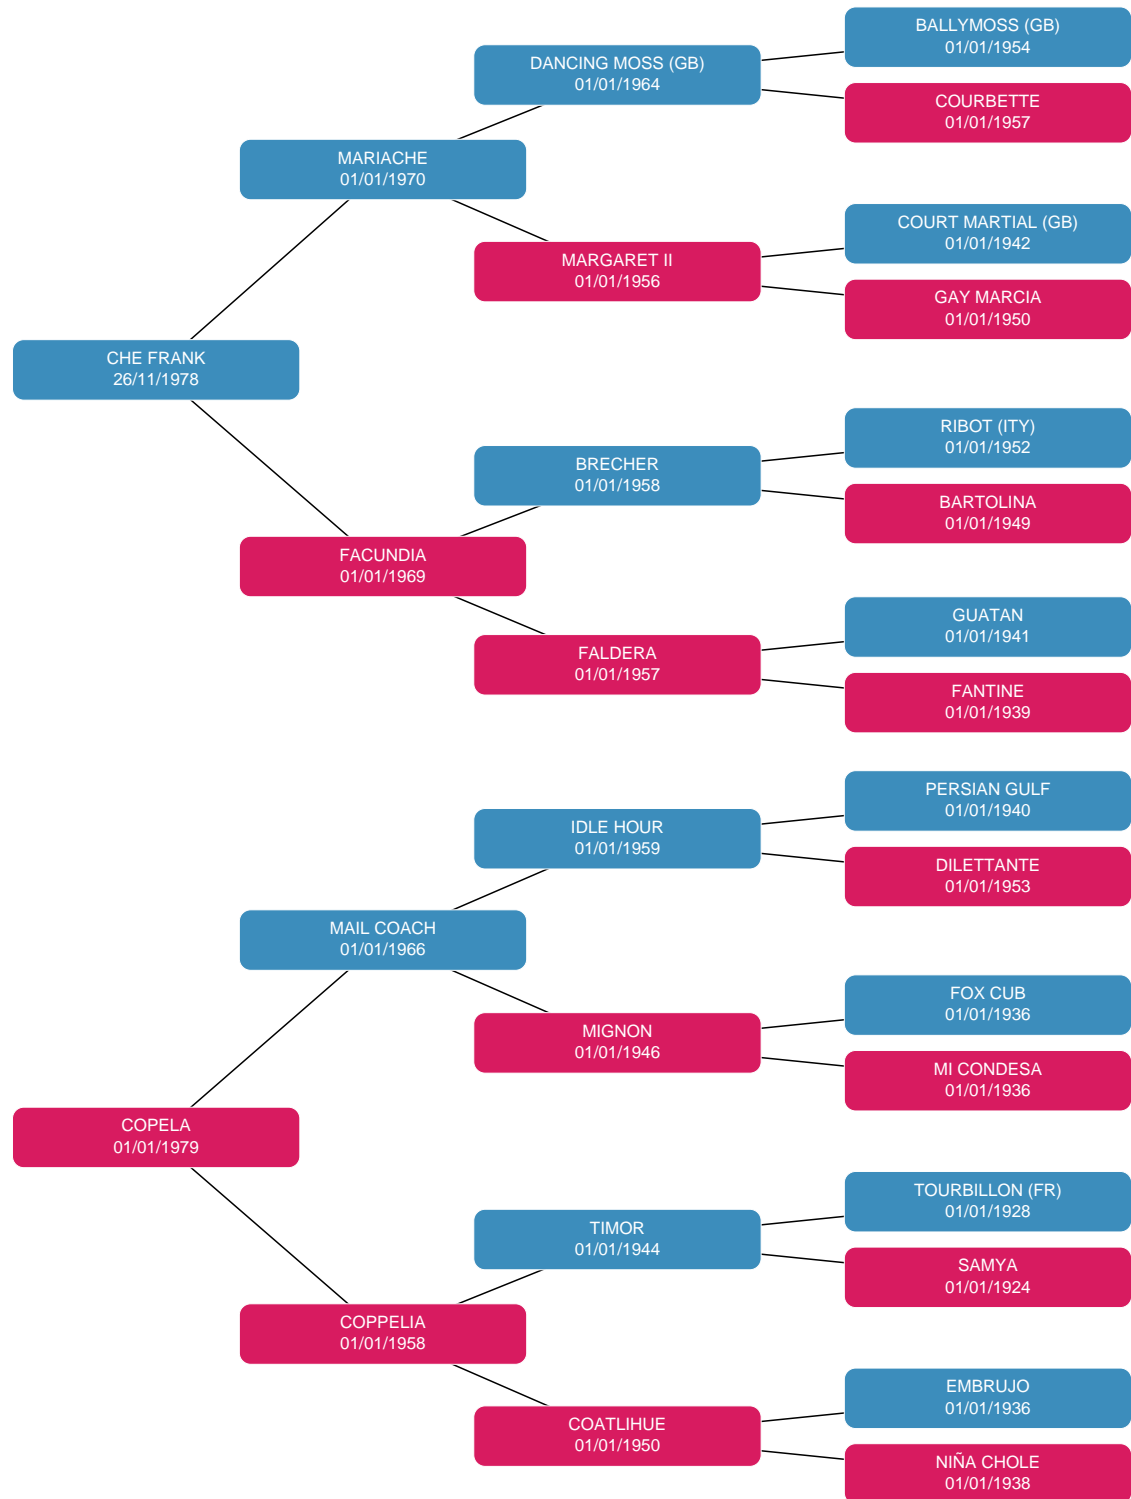 BALLYMOSS (GB)
01/01/1954
DANCING MOSS (GB)
01/01/1964
COURBETTE
01/01/1957
MARIACHE
01/01/1970
COURT MARTIAL (GB)
01/01/1942
MARGARET II
01/01/1956
GAY MARCIA
01/01/1950
CHE FRANK
26/11/1978
RIBOT (ITY)
01/01/1952
BRECHER
01/01/1958
BARTOLINA
01/01/1949
FACUNDIA
01/01/1969
GUATAN
01/01/1941
FALDERA
01/01/1957
FANTINE
01/01/1939
PERSIAN GULF
01/01/1940
IDLE HOUR
01/01/1959
DILETTANTE
01/01/1953
MAIL COACH
01/01/1966
FOX CUB
01/01/1936
MIGNON
01/01/1946
MI CONDESA
01/01/1936
COPELA
01/01/1979
TOURBILLON (FR)
01/01/1928
TIMOR
01/01/1944
SAMYA
01/01/1924
COPPELIA
01/01/1958
EMBRUJO
01/01/1936
COATLIHUE
01/01/1950
NIÑA CHOLE
01/01/1938